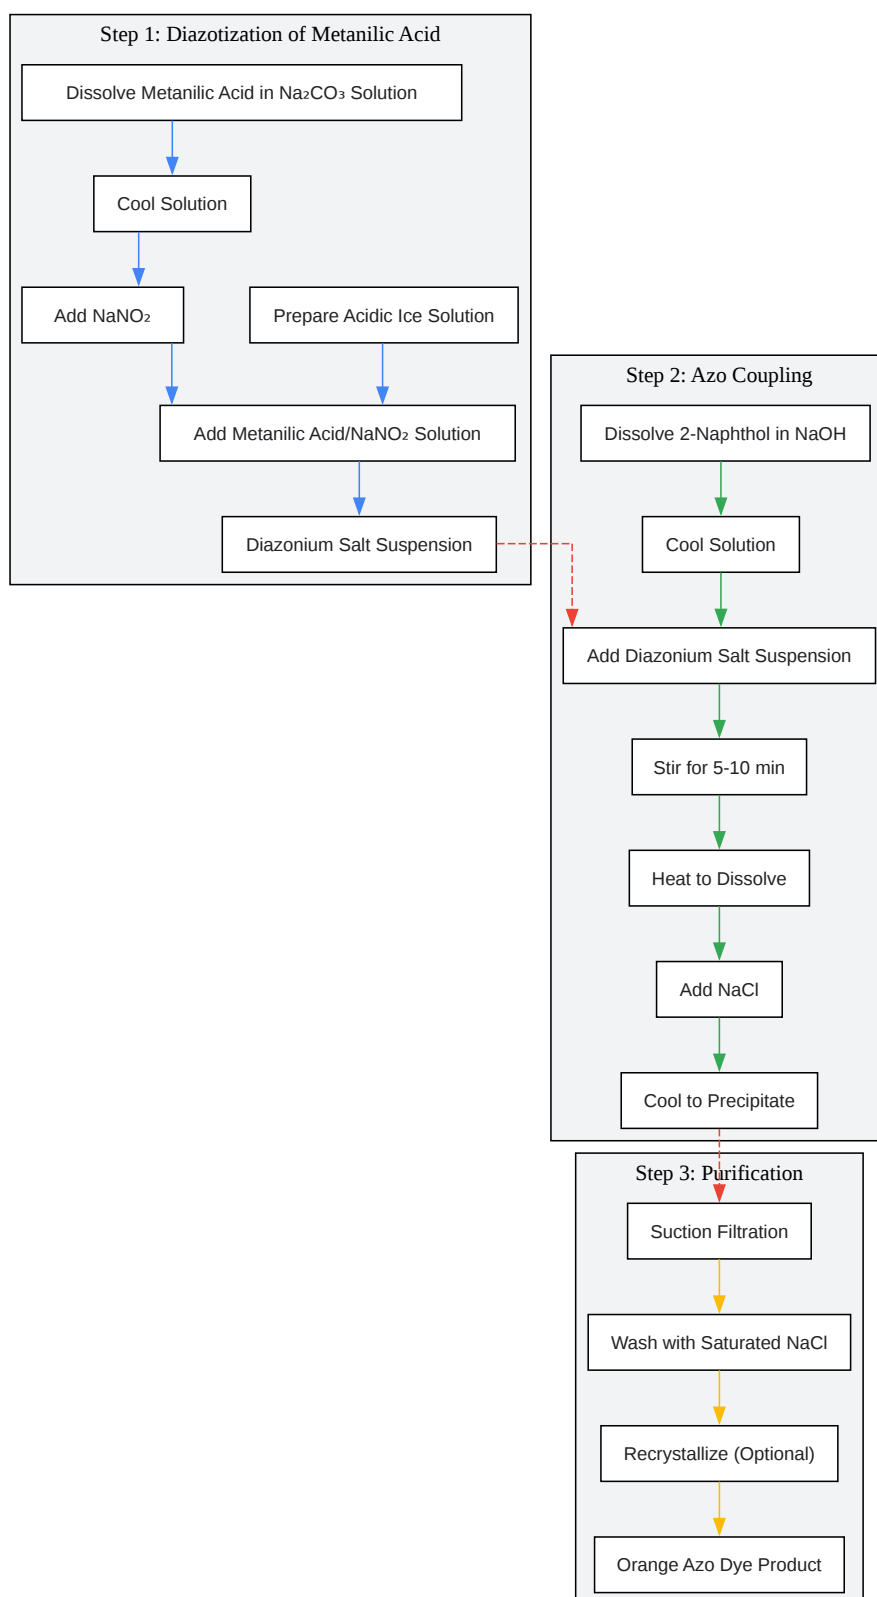 Step 1: Diazotization of Metanilic Acid
Dissolve Metanilic Acid in Na₂CO₃ Solution
Cool Solution
Add NaNO₂
Prepare Acidic Ice Solution
Add Metanilic Acid/NaNO₂ Solution
Diazonium Salt Suspension
Step 2: Azo Coupling
Dissolve 2-Naphthol in NaOH
Cool Solution
Add Diazonium Salt Suspension
Stir for 5-10 min
Heat to Dissolve
Add NaCl
Cool to Precipitate
Step 3: Purification
Suction Filtration
Wash with Saturated NaCl
Recrystallize (Optional)
Orange Azo Dye Product